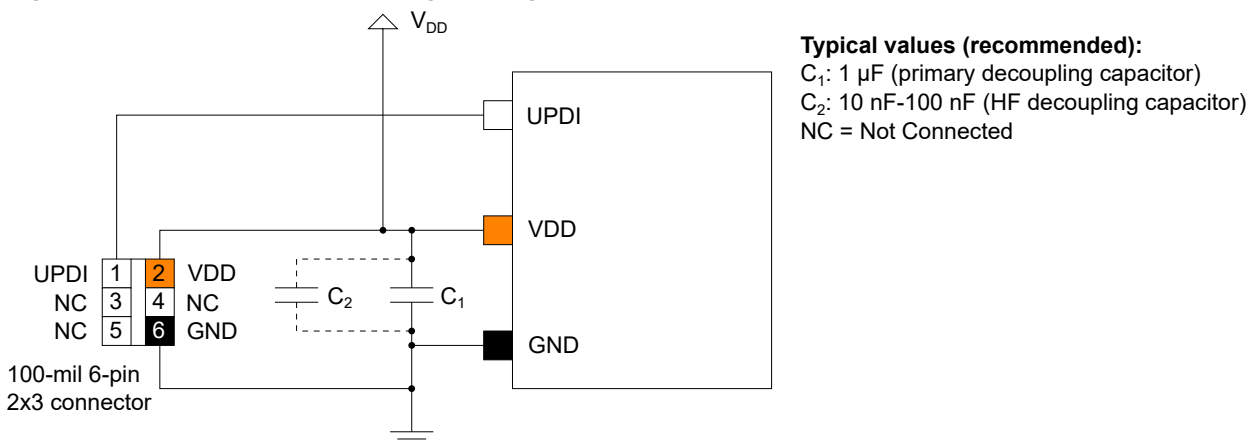 V_DD
Typical values (recommended):
C₁: 1 µF (primary decoupling capacitor)
C₂: 10 nF-100 nF (HF decoupling capacitor)
NC = Not Connected
UPDI
VDD
UPDI 1 2 VDD
NC 3 4 NC
NC 5 6 GND
C₂ C₁
GND
100-mil 6-pin
2x3 connector